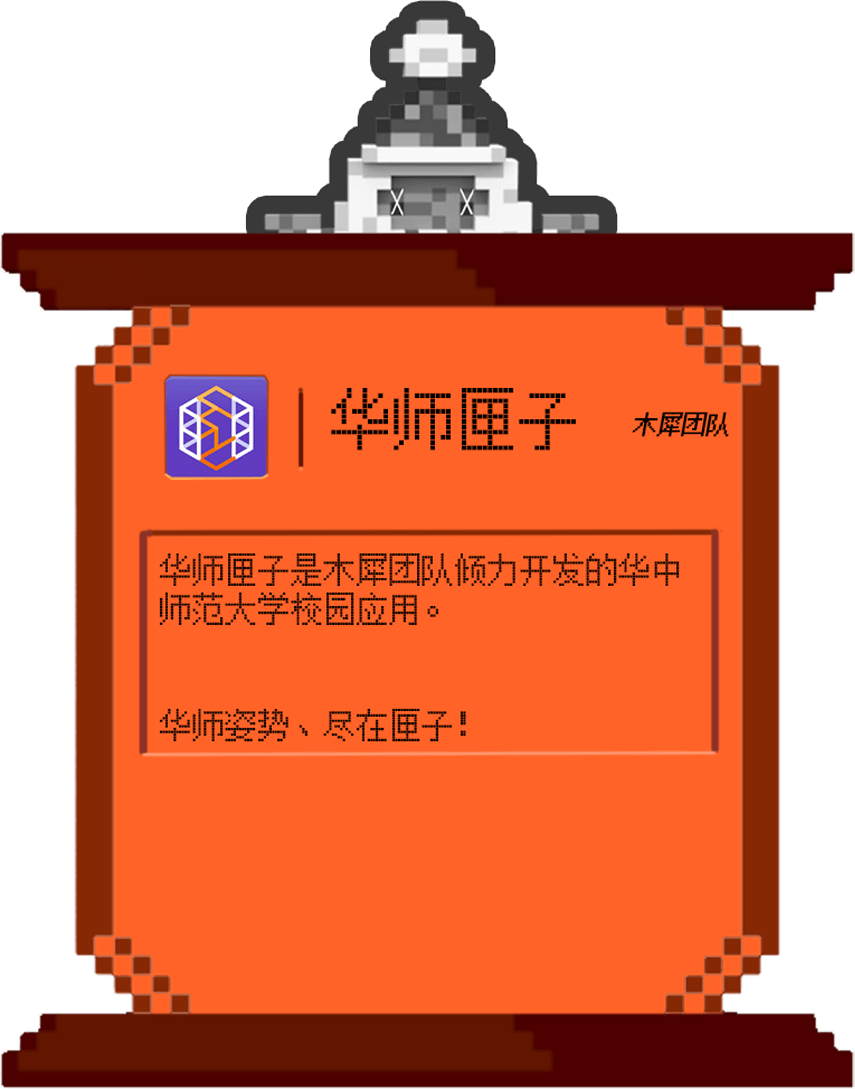 华师匣子
木犀团队
华师匣子是木犀团队倾力开发的华中
师范大学校园应用。
华师姿势、尽在匣子！